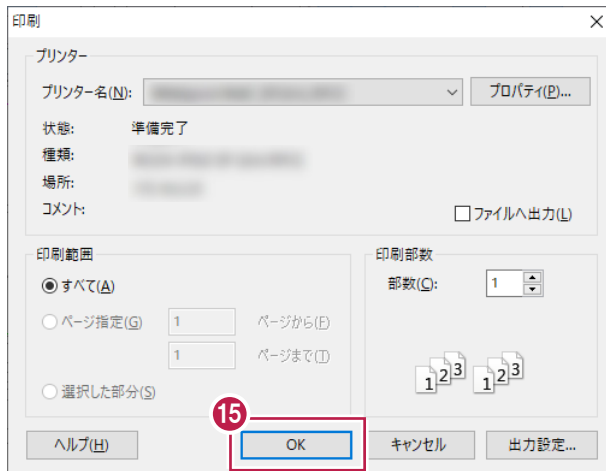 印刷
プリンター
プリンター名(N): プロパティ(P)...
状態: 準備完了
種類:
場所:
コメント: ファイルへ出力(L)
印刷範囲 印刷部数
すべて(A) 部数(C): 1
ページ指定(G) 1 ページから(F)
1 ページまで(T)
1 2 3 1 2 3
選択した部分(S)
15
ヘルプ(H) OK キャンセル 出力設定...